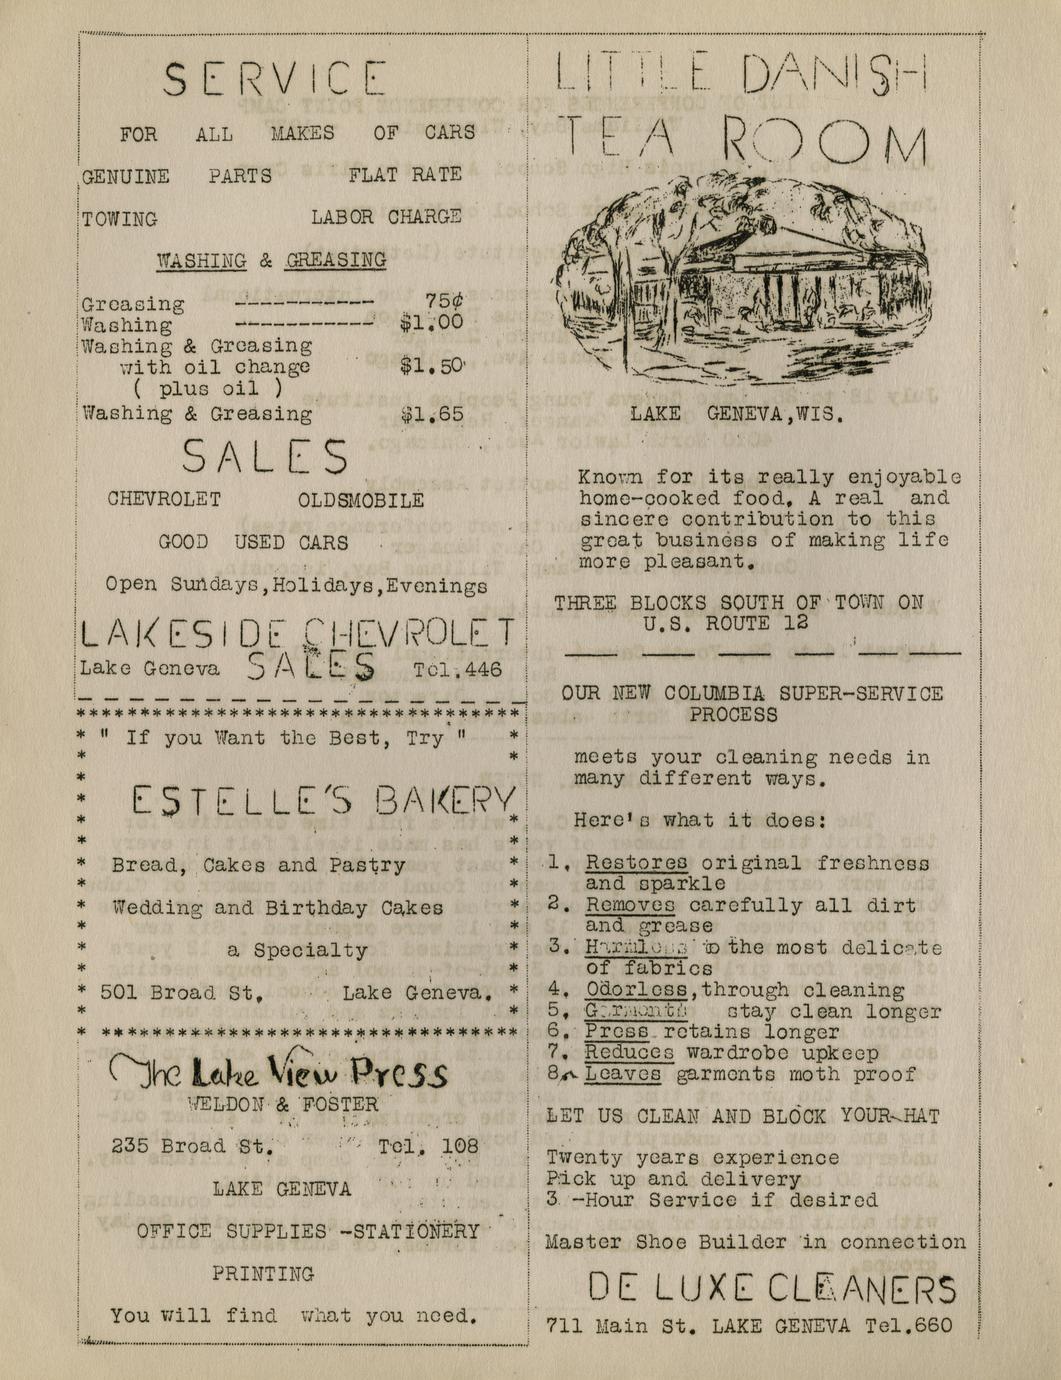 SERVICE
FOR ALL MAKES OF CARS
GENUINE PARTS FLAT RATE
TOWING LABOR CHARGE
WASHING & GREASING
Greasing ----------- 75¢
Washing ----------- $1.00
Washing & Greasing
with oil change $1.50
( plus oil )
Washing & Greasing $1.65
SALES
CHEVROLET OLDSMOBILE
GOOD USED CARS
Open Sundays,Holidays,Evenings
LAKESIDE CHEVROLET
Lake Geneva SALES Tel.446
" If you Want the Best, Try "
ESTELLE'S BAKERY
Bread, Cakes and Pastry
Wedding and Birthday Cakes
a Specialty
501 Broad St, Lake Geneva.
The Lake View Press
WELDON & FOSTER
235 Broad St. Tel. 108
LAKE GENEVA
OFFICE SUPPLIES -STATIONERY
PRINTING
You will find what you need.
LITTLE DANISH
TEA ROOM
LAKE GENEVA,WIS.
Known for its really enjoyable
home-cooked food. A real and
sincere contribution to this
great business of making life
more pleasant.
THREE BLOCKS SOUTH OF TOWN ON
U.S. ROUTE 12
OUR NEW COLUMBIA SUPER-SERVICE
PROCESS
meets your cleaning needs in
many different ways.
Here's what it does:
1. Restores original freshness
and sparkle
2. Removes carefully all dirt
and grease
3. Harmless to the most delicate
of fabrics
4. Odorless,through cleaning
5. Garments stay clean longer
6. Press retains longer
7. Reduces wardrobe upkeep
8. Leaves garments moth proof
LET US CLEAN AND BLOCK YOUR HAT
Twenty years experience
Pick up and delivery
3 -Hour Service if desired
Master Shoe Builder in connection
DE LUXE CLEANERS
711 Main St. LAKE GENEVA Tel.660